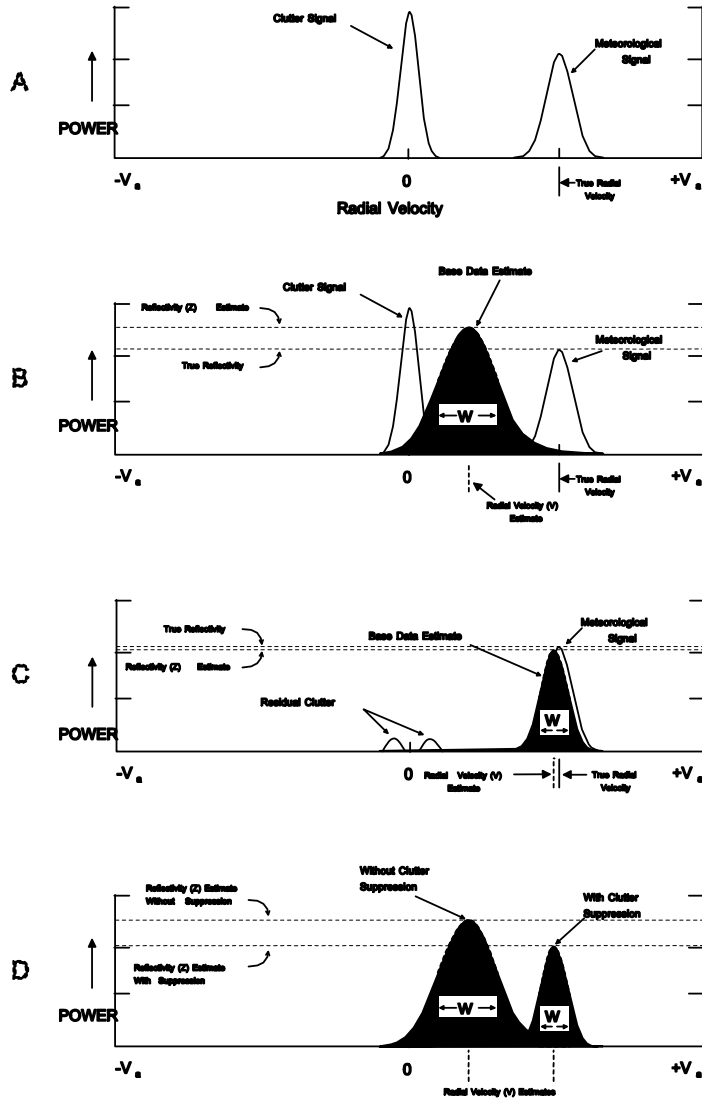 Clutter Signal
Meteorological
Signal
A
POWER
-Va
0
+Va
True Radial
Velocity
Radial Velocity
Base Data Estimate
Clutter Signal
Reflectivity (Z) Estimate
True Reflectivity
Meteorological
Signal
B
W
POWER
-Va
0
+Va
True Radial
Velocity
Radial Velocity (V)
Estimate
True Reflectivity
Meteorological
Signal
Base Data Estimate
Reflectivity (Z) Estimate
C
Residual Clutter
W
POWER
-Va
0
Radial Velocity (V)
Estimate
True Radial
Velocity
+Va
Without Clutter
Suppression
Reflectivity (Z) Estimate
Without Suppression
With Clutter
Suppression
D
Reflectivity (Z) Estimate
With Suppression
W
W
POWER
-Va
0
+Va
Radial Velocity (V) Estimates